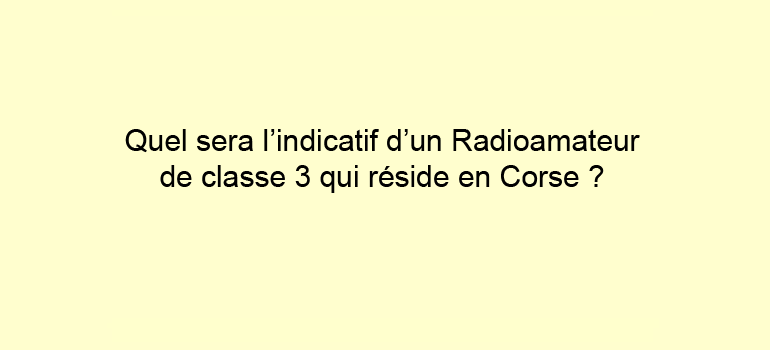 Quel sera l’indicatif d’un Radioamateur
de classe 3 qui réside en Corse ?